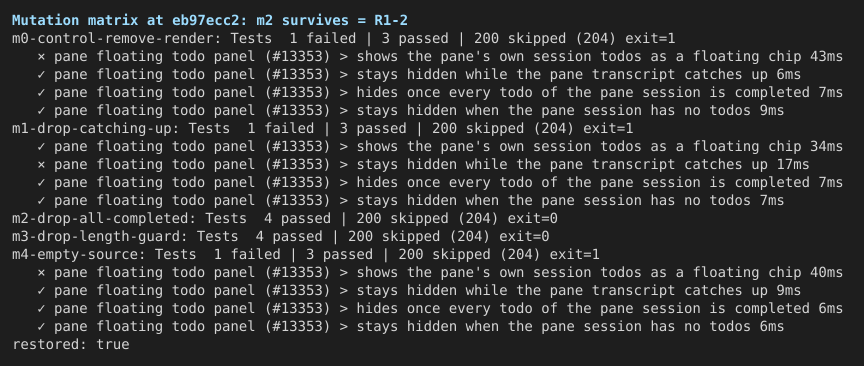 Mutation matrix at eb97ecc2: m2 survives = R1-2
m0-control-remove-render: Tests  1 failed | 3 passed | 200 skipped (204) exit=1
   × pane floating todo panel (#13353) > shows the pane's own session todos as a floating chip 43ms
   ✓ pane floating todo panel (#13353) > stays hidden while the pane transcript catches up 6ms
   ✓ pane floating todo panel (#13353) > hides once every todo of the pane session is completed 7ms
   ✓ pane floating todo panel (#13353) > stays hidden when the pane session has no todos 9ms
m1-drop-catching-up: Tests  1 failed | 3 passed | 200 skipped (204) exit=1
   ✓ pane floating todo panel (#13353) > shows the pane's own session todos as a floating chip 34ms
   × pane floating todo panel (#13353) > stays hidden while the pane transcript catches up 17ms
   ✓ pane floating todo panel (#13353) > hides once every todo of the pane session is completed 7ms
   ✓ pane floating todo panel (#13353) > stays hidden when the pane session has no todos 7ms
m2-drop-all-completed: Tests  4 passed | 200 skipped (204) exit=0
m3-drop-length-guard: Tests  4 passed | 200 skipped (204) exit=0
m4-empty-source: Tests  1 failed | 3 passed | 200 skipped (204) exit=1
   × pane floating todo panel (#13353) > shows the pane's own session todos as a floating chip 40ms
   ✓ pane floating todo panel (#13353) > stays hidden while the pane transcript catches up 9ms
   ✓ pane floating todo panel (#13353) > hides once every todo of the pane session is completed 6ms
   ✓ pane floating todo panel (#13353) > stays hidden when the pane session has no todos 6ms
restored: true